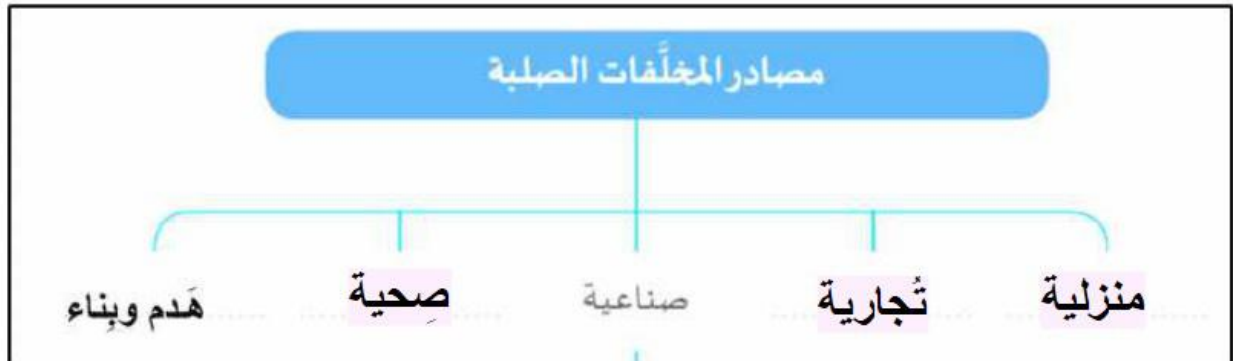 مصادر المخلَّفات الصلبة
منزلية تُجارية صناعية صِحية هَدم وبِناء